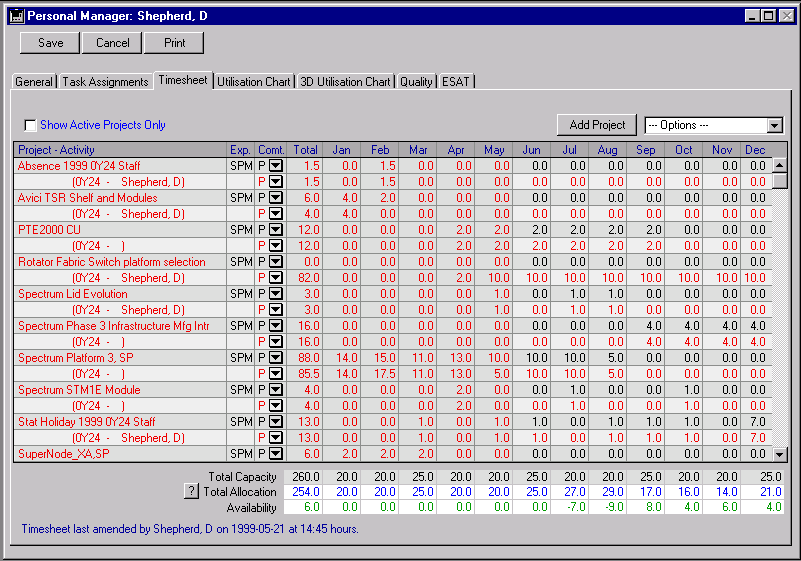 Personal Manager: Shepherd, D
Save Cancel Print
General Task Assignments Timesheet Utilisation Chart 3D Utilisation Chart Quality ESAT
Show Active Projects Only Add Project --- Options ---
Project - Activity Exp. Comt. Total Jan Feb Mar Apr May Jun Jul Aug Sep Oct Nov Dec
Absence 1999 0Y24 Staff SPM P 1.5 0.0 1.5 0.0 0.0 0.0 0.0 0.0 0.0 0.0 0.0 0.0 0.0
(0Y24 - Shepherd, D) P 1.5 0.0 1.5 0.0 0.0 0.0 0.0 0.0 0.0 0.0 0.0 0.0 0.0
Avici TSR Shelf and Modules SPM P 6.0 4.0 2.0 0.0 0.0 0.0 0.0 0.0 0.0 0.0 0.0 0.0 0.0
(0Y24 - Shepherd, D) P 4.0 4.0 0.0 0.0 0.0 0.0 0.0 0.0 0.0 0.0 0.0 0.0 0.0
PTE2000 CU SPM P 12.0 0.0 0.0 0.0 2.0 2.0 2.0 2.0 2.0 2.0 0.0 0.0 0.0
(0Y24 - ) P 12.0 0.0 0.0 0.0 2.0 2.0 2.0 2.0 2.0 2.0 0.0 0.0 0.0
Rotator Fabric Switch platform selection SPM P 0.0 0.0 0.0 0.0 0.0 0.0 0.0 0.0 0.0 0.0 0.0 0.0 0.0
(0Y24 - Shepherd, D) P 82.0 0.0 0.0 0.0 2.0 10.0 10.0 10.0 10.0 10.0 10.0 10.0 10.0
Spectrum Lid Evolution SPM P 3.0 0.0 0.0 0.0 0.0 1.0 0.0 1.0 1.0 0.0 0.0 0.0 0.0
(0Y24 - Shepherd, D) P 3.0 0.0 0.0 0.0 0.0 1.0 0.0 1.0 1.0 0.0 0.0 0.0 0.0
Spectrum Phase 3 Infrastructure Mfg Intr SPM P 16.0 0.0 0.0 0.0 0.0 0.0 0.0 0.0 0.0 4.0 4.0 4.0 4.0
(0Y24 - ) P 16.0 0.0 0.0 0.0 0.0 0.0 0.0 0.0 0.0 4.0 4.0 4.0 4.0
Spectrum Platform 3, SP SPM P 88.0 14.0 15.0 11.0 13.0 10.0 10.0 10.0 5.0 0.0 0.0 0.0 0.0
(0Y24 - Shepherd, D) P 85.5 14.0 17.5 11.0 13.0 5.0 10.0 10.0 5.0 0.0 0.0 0.0 0.0
Spectrum STM1E Module SPM P 4.0 0.0 0.0 0.0 2.0 0.0 0.0 1.0 0.0 0.0 1.0 0.0 0.0
(0Y24 - ) P 4.0 0.0 0.0 0.0 2.0 0.0 0.0 1.0 0.0 0.0 1.0 0.0 0.0
Stat Holiday 1999 0Y24 Staff SPM P 13.0 0.0 0.0 1.0 0.0 1.0 1.0 0.0 1.0 1.0 1.0 0.0 7.0
(0Y24 - Shepherd, D) P 13.0 0.0 0.0 1.0 0.0 1.0 1.0 0.0 1.0 1.0 1.0 0.0 7.0
SuperNode_XA,SP SPM P 6.0 2.0 2.0 2.0 0.0 0.0 0.0 0.0 0.0 0.0 0.0 0.0 0.0
Total Capacity 260.0 20.0 20.0 25.0 20.0 20.0 25.0 20.0 20.0 25.0 20.0 20.0 25.0
? Total Allocation 254.0 20.0 20.0 25.0 20.0 20.0 25.0 27.0 29.0 17.0 16.0 14.0 21.0
Availability 6.0 0.0 0.0 0.0 0.0 0.0 0.0 -7.0 -9.0 8.0 4.0 6.0 4.0
Timesheet last amended by Shepherd, D on 1999-05-21 at 14:45 hours.